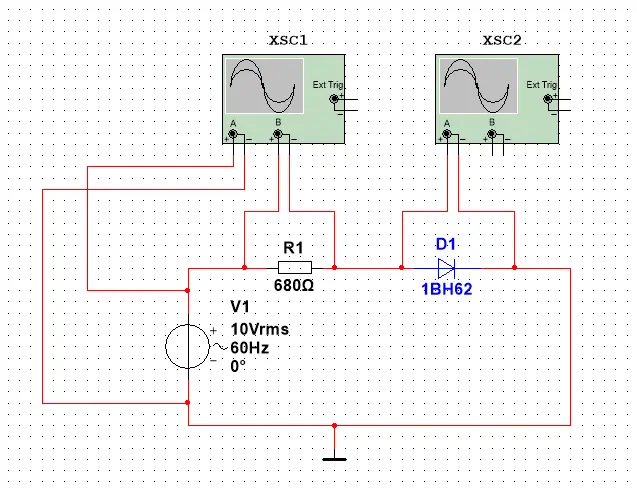 XSC1
XSC2
Ext Trig
+
−
A
B
+ − + −
Ext Trig
+
−
A
B
+ − + −
R1
680Ω
D1
1BH62
V1
10Vrms
60Hz
0°
+
−